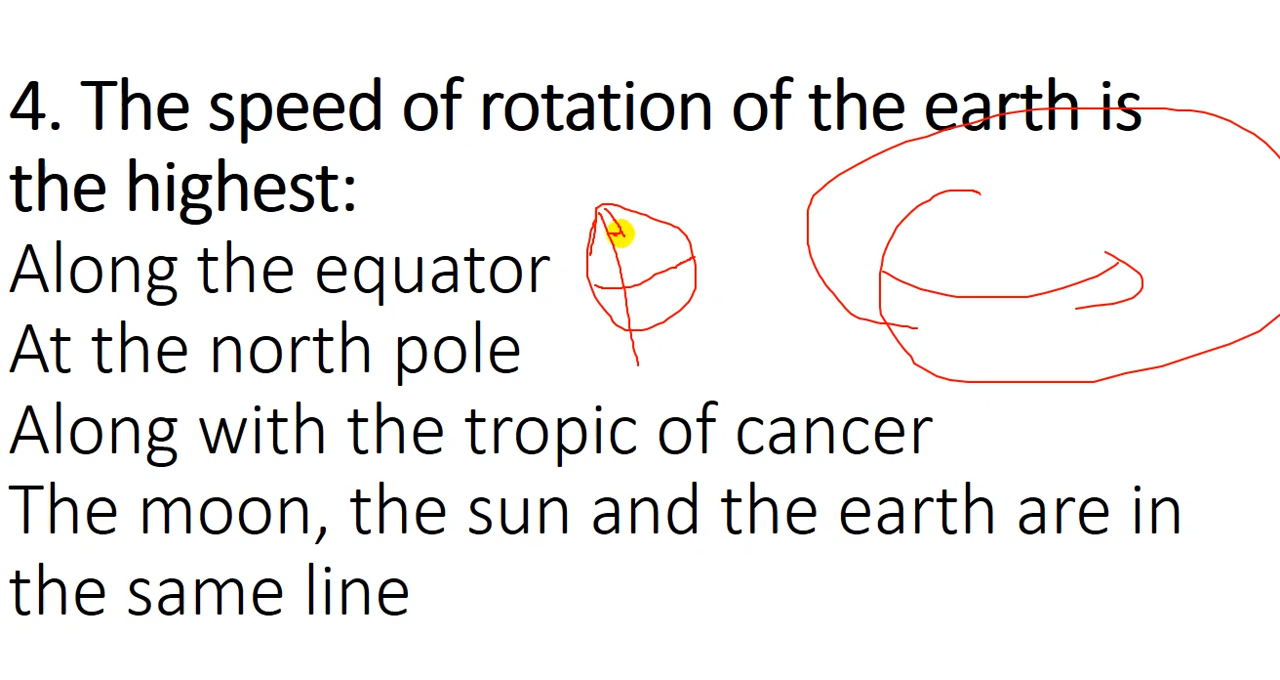 4. The speed of rotation of the earth is
the highest:
Along the equator
At the north pole
Along with the tropic of cancer
The moon, the sun and the earth are in
the same line